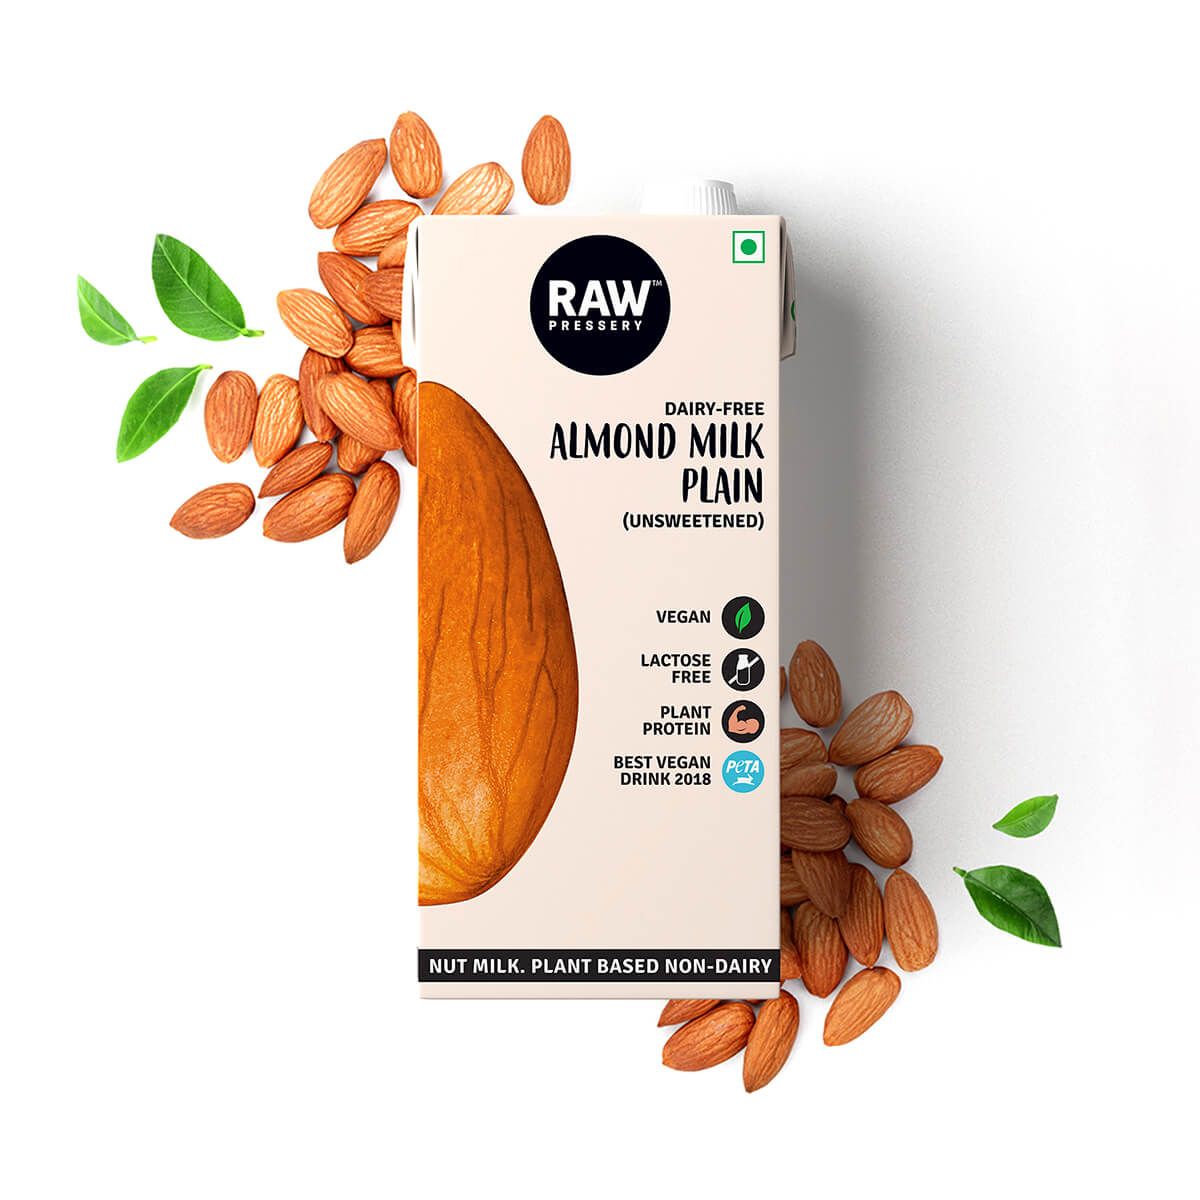 RAW™
PRESSERY
DAIRY-FREE
ALMOND MILK
PLAIN
(UNSWEETENED)
VEGAN
LACTOSE
FREE
PLANT
PROTEIN
BEST VEGAN
DRINK 2018
PeTA
NUT MILK. PLANT BASED NON-DAIRY